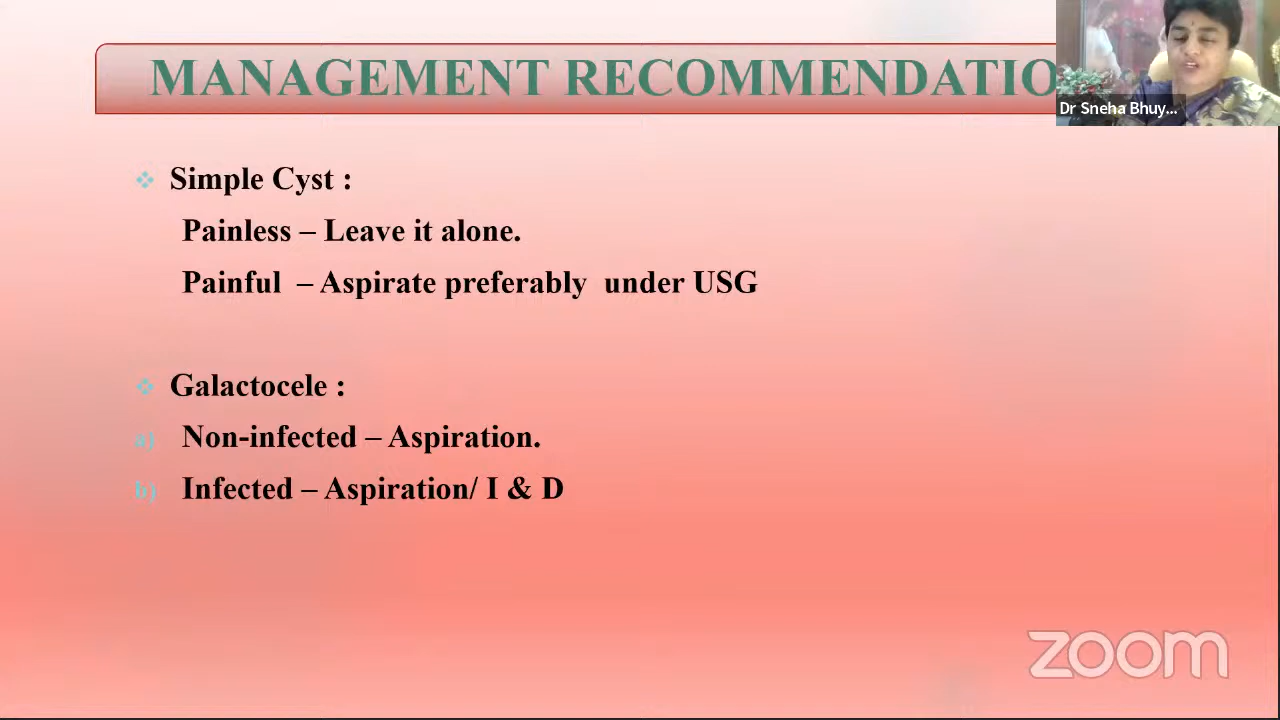 MANAGEMENT RECOMMENDATIO
Dr Sneha Bhuy...
Simple Cyst :
Painless – Leave it alone.
Painful – Aspirate preferably under USG
Galactocele :
a) Non-infected – Aspiration.
b) Infected – Aspiration/ I & D
zoom